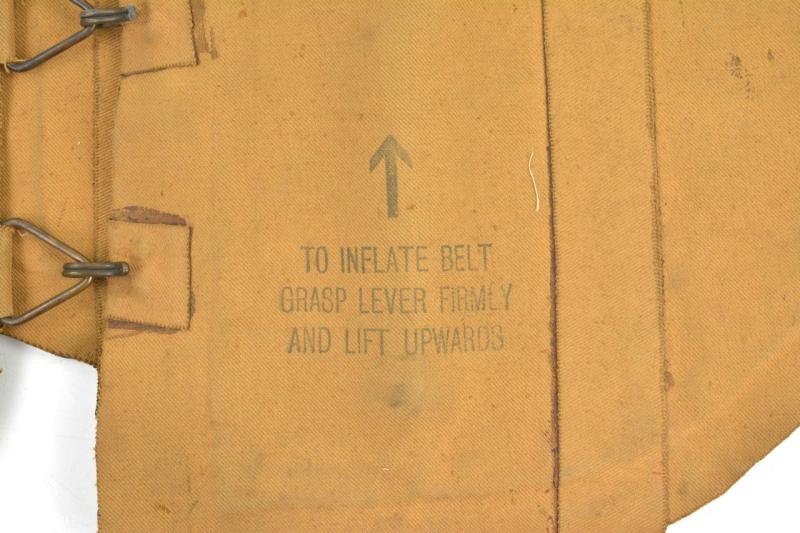 TO INFLATE BELT
GRASP LEVER FIRMLY
AND LIFT UPWARDS